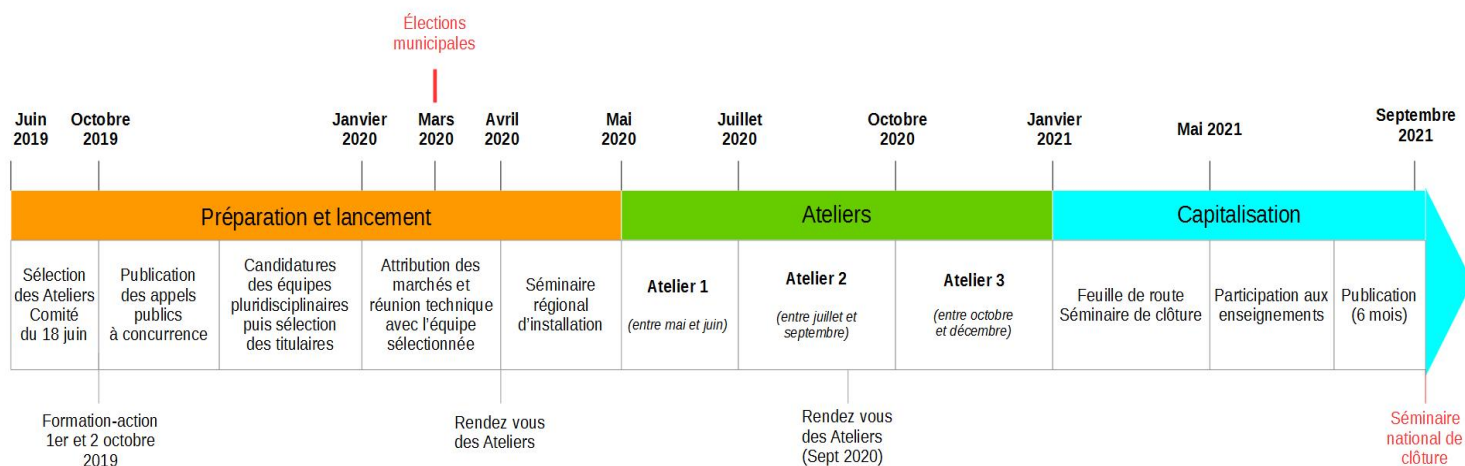 Élections
municipales
Juin
2019
Octobre
2019
Janvier
2020
Mars
2020
Avril
2020
Mai
2020
Juillet
2020
Octobre
2020
Janvier
2021
Mai 2021
Septembre
2021
Préparation et lancement
Ateliers
Capitalisation
Sélection
des Ateliers
Comité
du 18 juin
Publication
des appels
publics
à concurrence
Candidatures
des équipes
pluridisciplinaires
puis sélection
des titulaires
Attribution des
marchés et
réunion technique
avec l'équipe
sélectionnée
Séminaire
régional
d'installation
Atelier 1
(entre mai et juin)
Atelier 2
(entre juillet et
septembre)
Atelier 3
(entre octobre
et décembre)
Feuille de route
Séminaire de clôture
Participation aux
enseignements
Publication
(6 mois)
Formation-action
1er et 2 octobre
2019
Rendez vous
des Ateliers
Rendez vous
des Ateliers
(Sept 2020)
Séminaire
national de
clôture